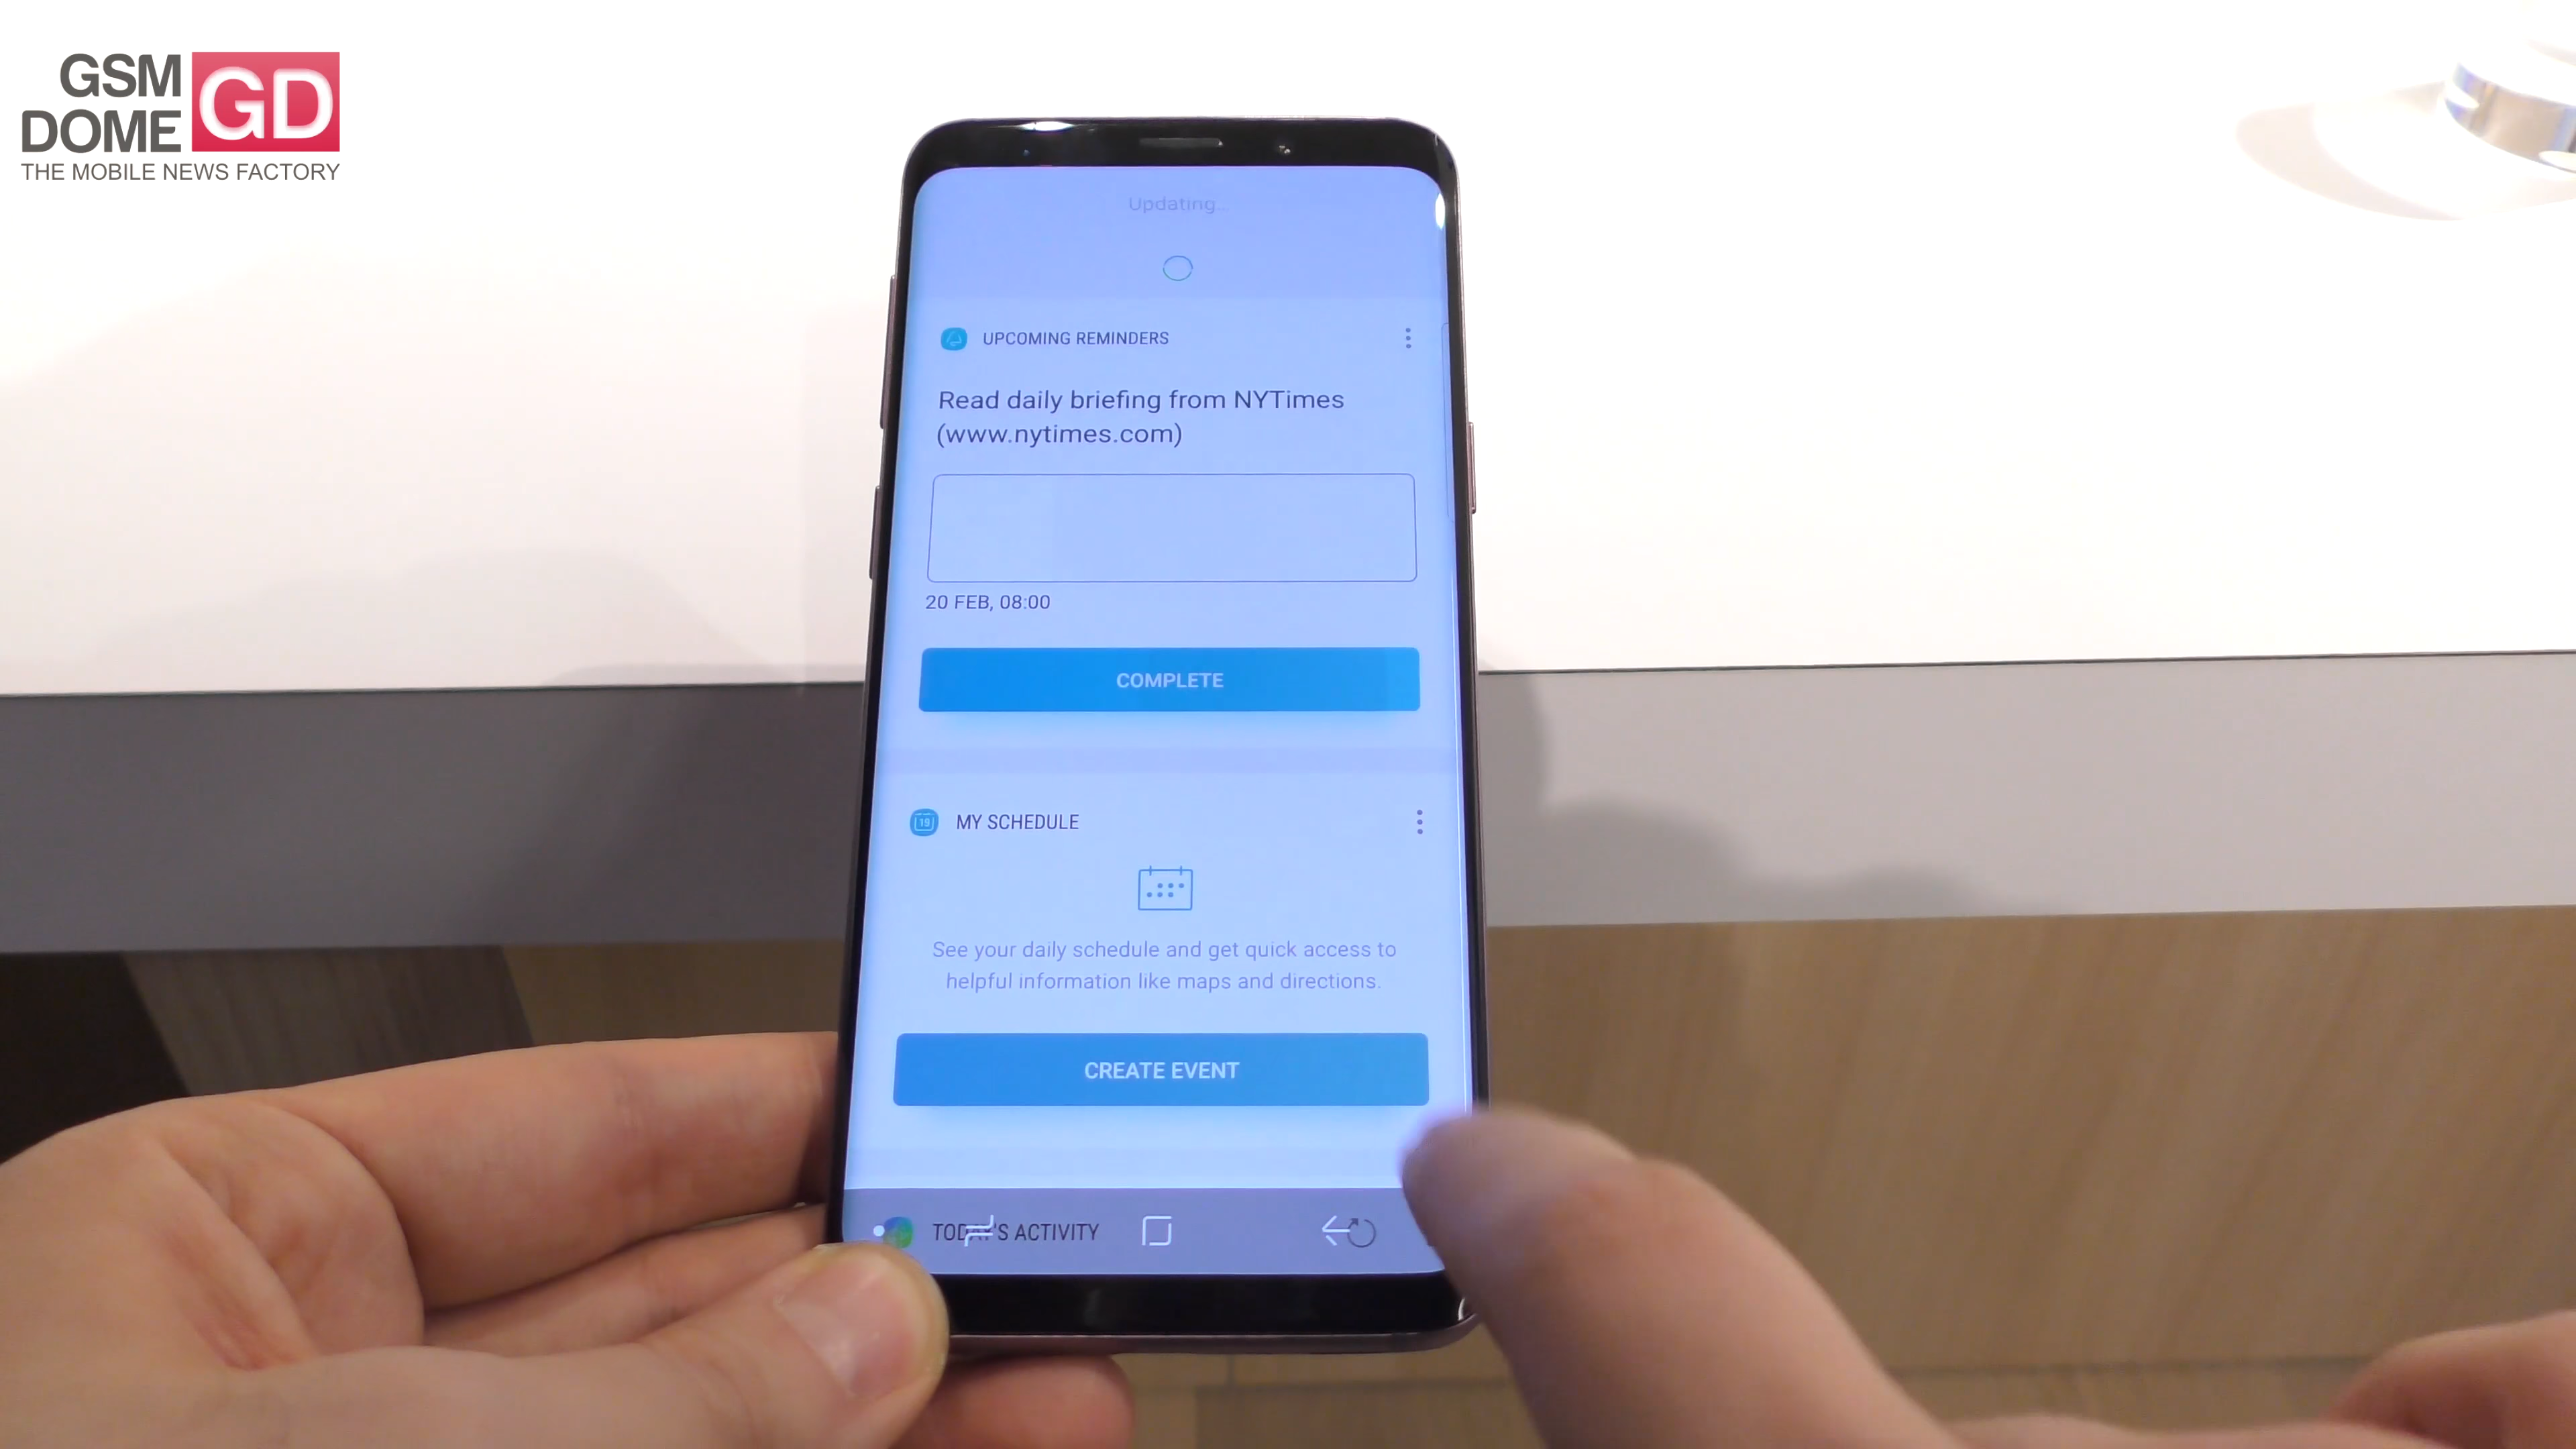 GSM
DOME
GD
THE MOBILE NEWS FACTORY
Updating...
UPCOMING REMINDERS
Read daily briefing from NYTimes
(www.nytimes.com)
20 FEB, 08:00
COMPLETE
19
MY SCHEDULE
See your daily schedule and get quick access to
helpful information like maps and directions.
CREATE EVENT
TODAY'S ACTIVITY